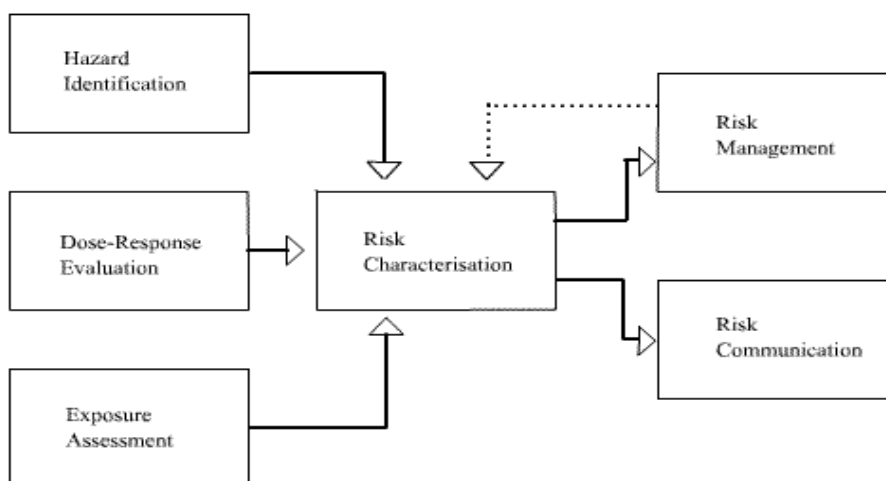 Hazard
Identification
Dose-Response
Evaluation
Exposure
Assessment
Risk
Characterisation
Risk
Management
Risk
Communication